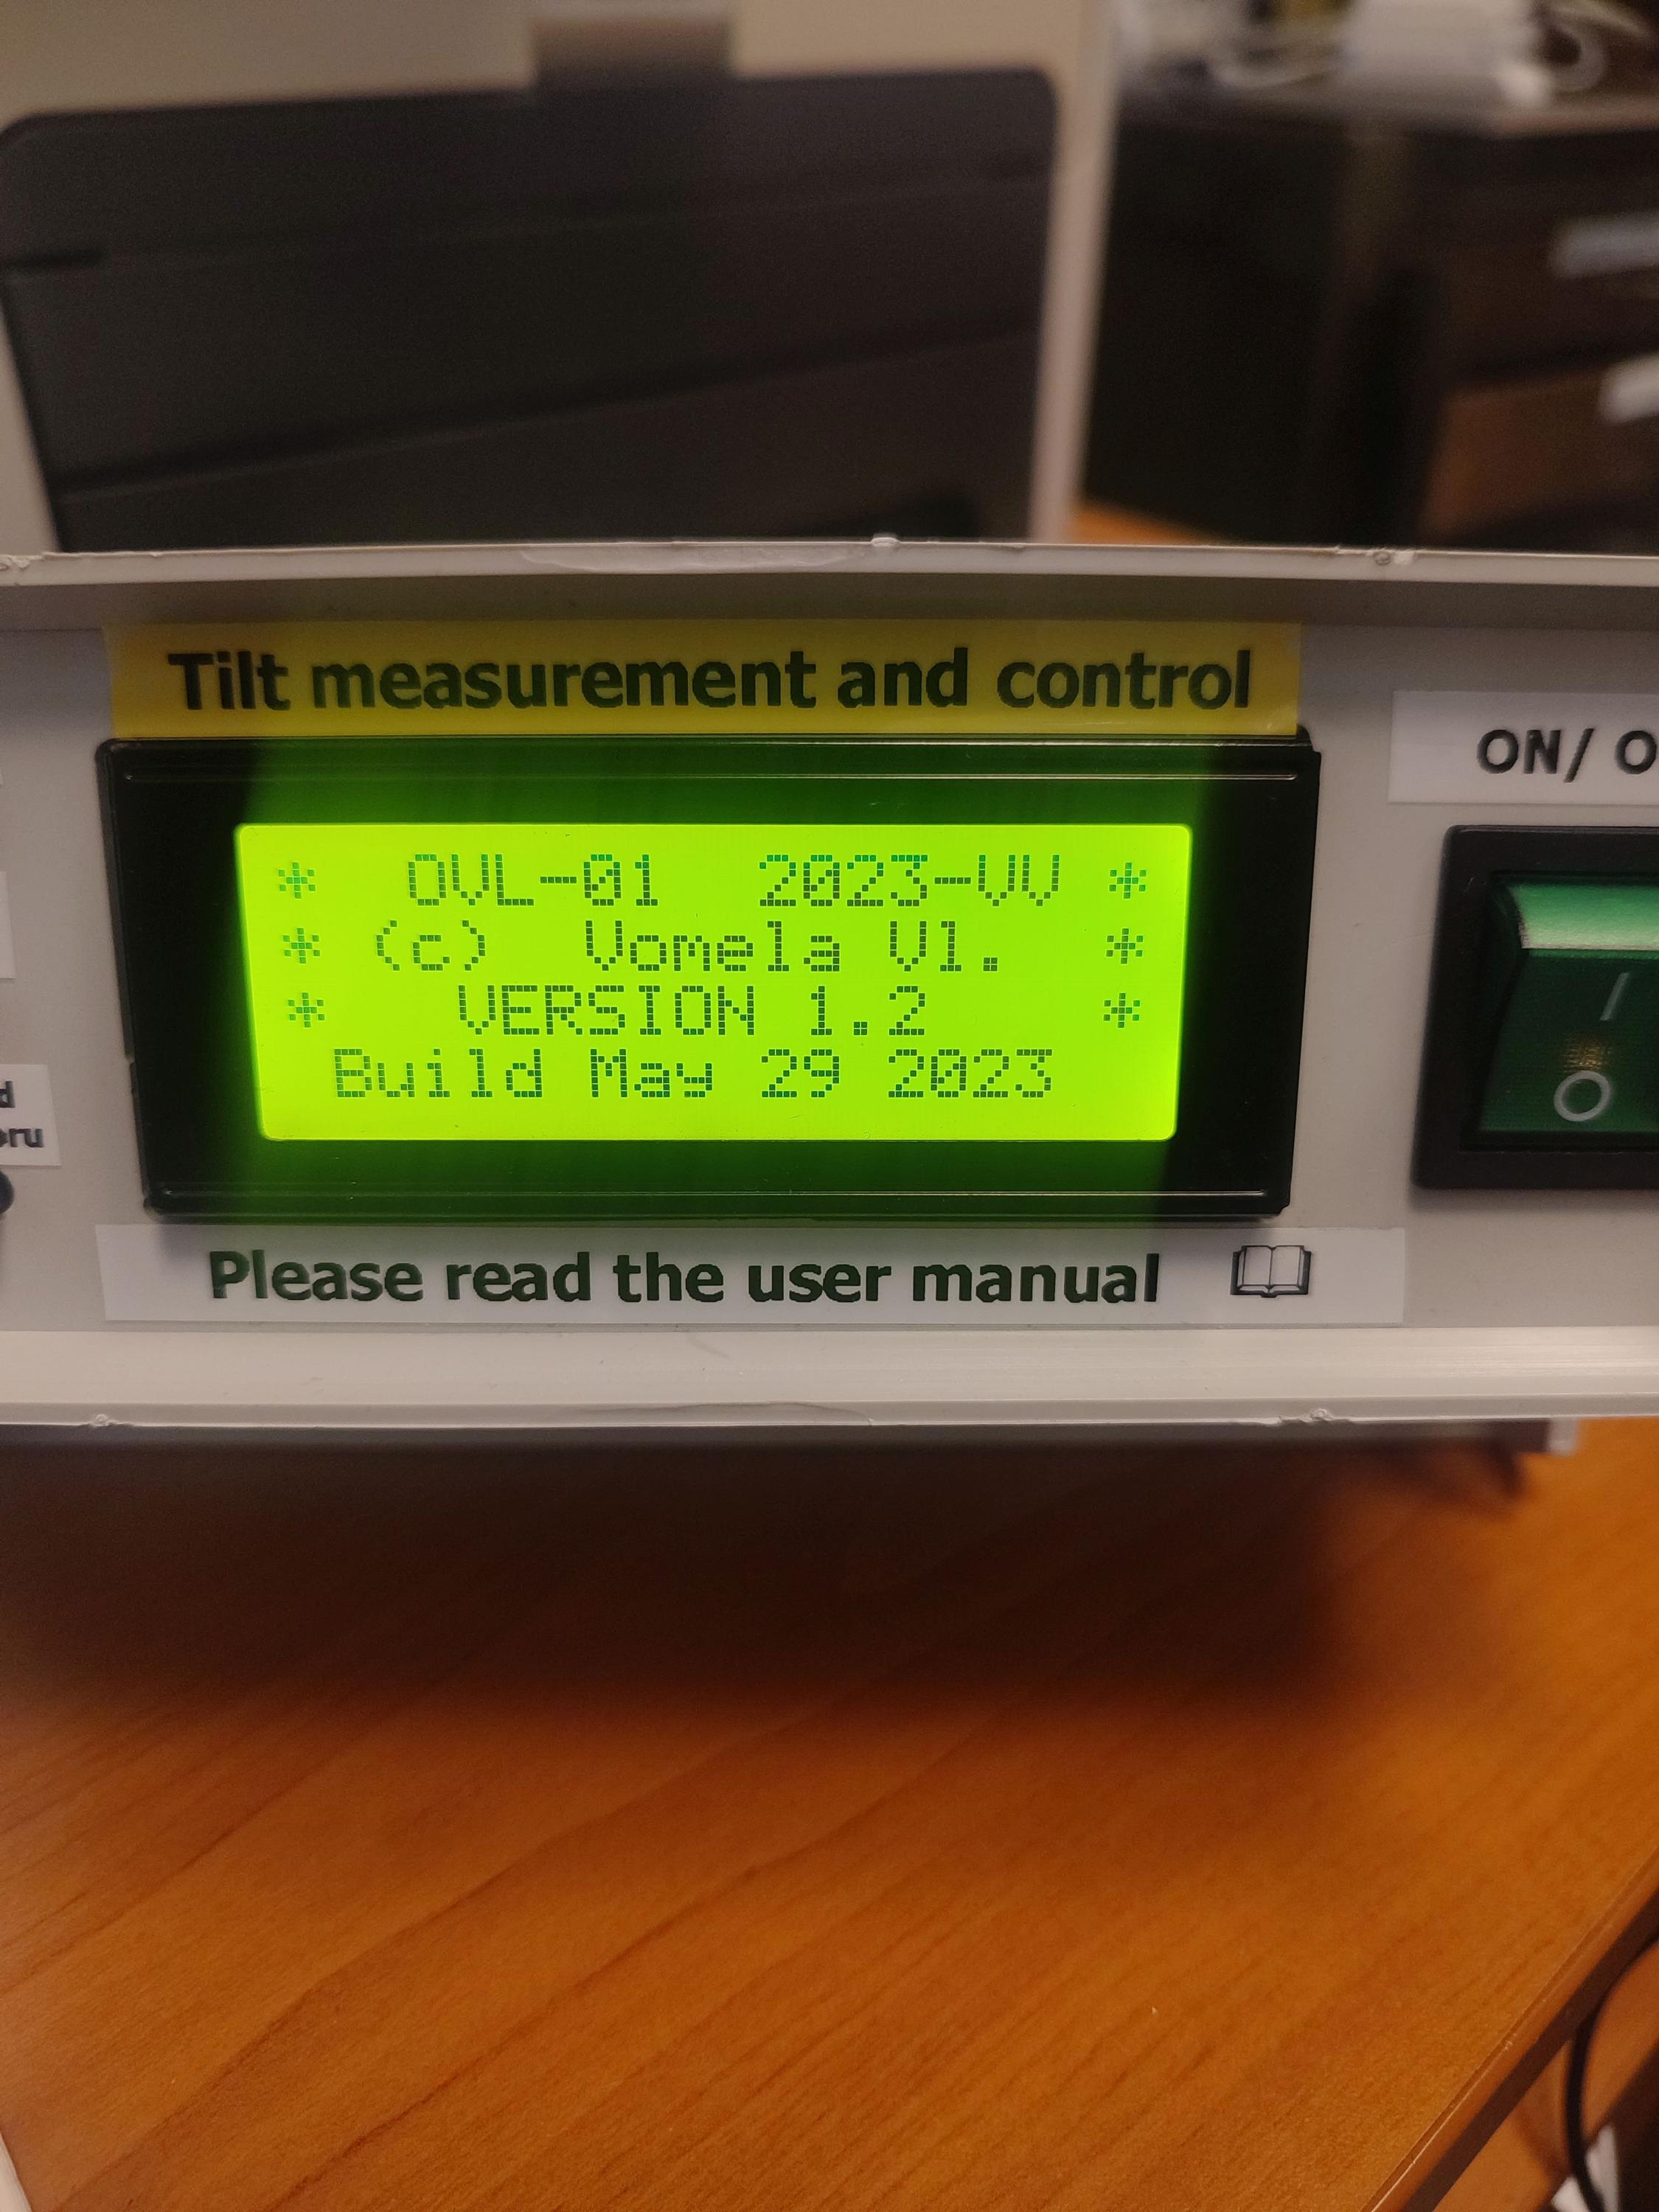 Tilt measurement and control
ON/ O
* OVL-01 2023-VV *
* (c) Vomela Vl. *
* VERSION 1.2 *
Build May 29 2023
Please read the user manual